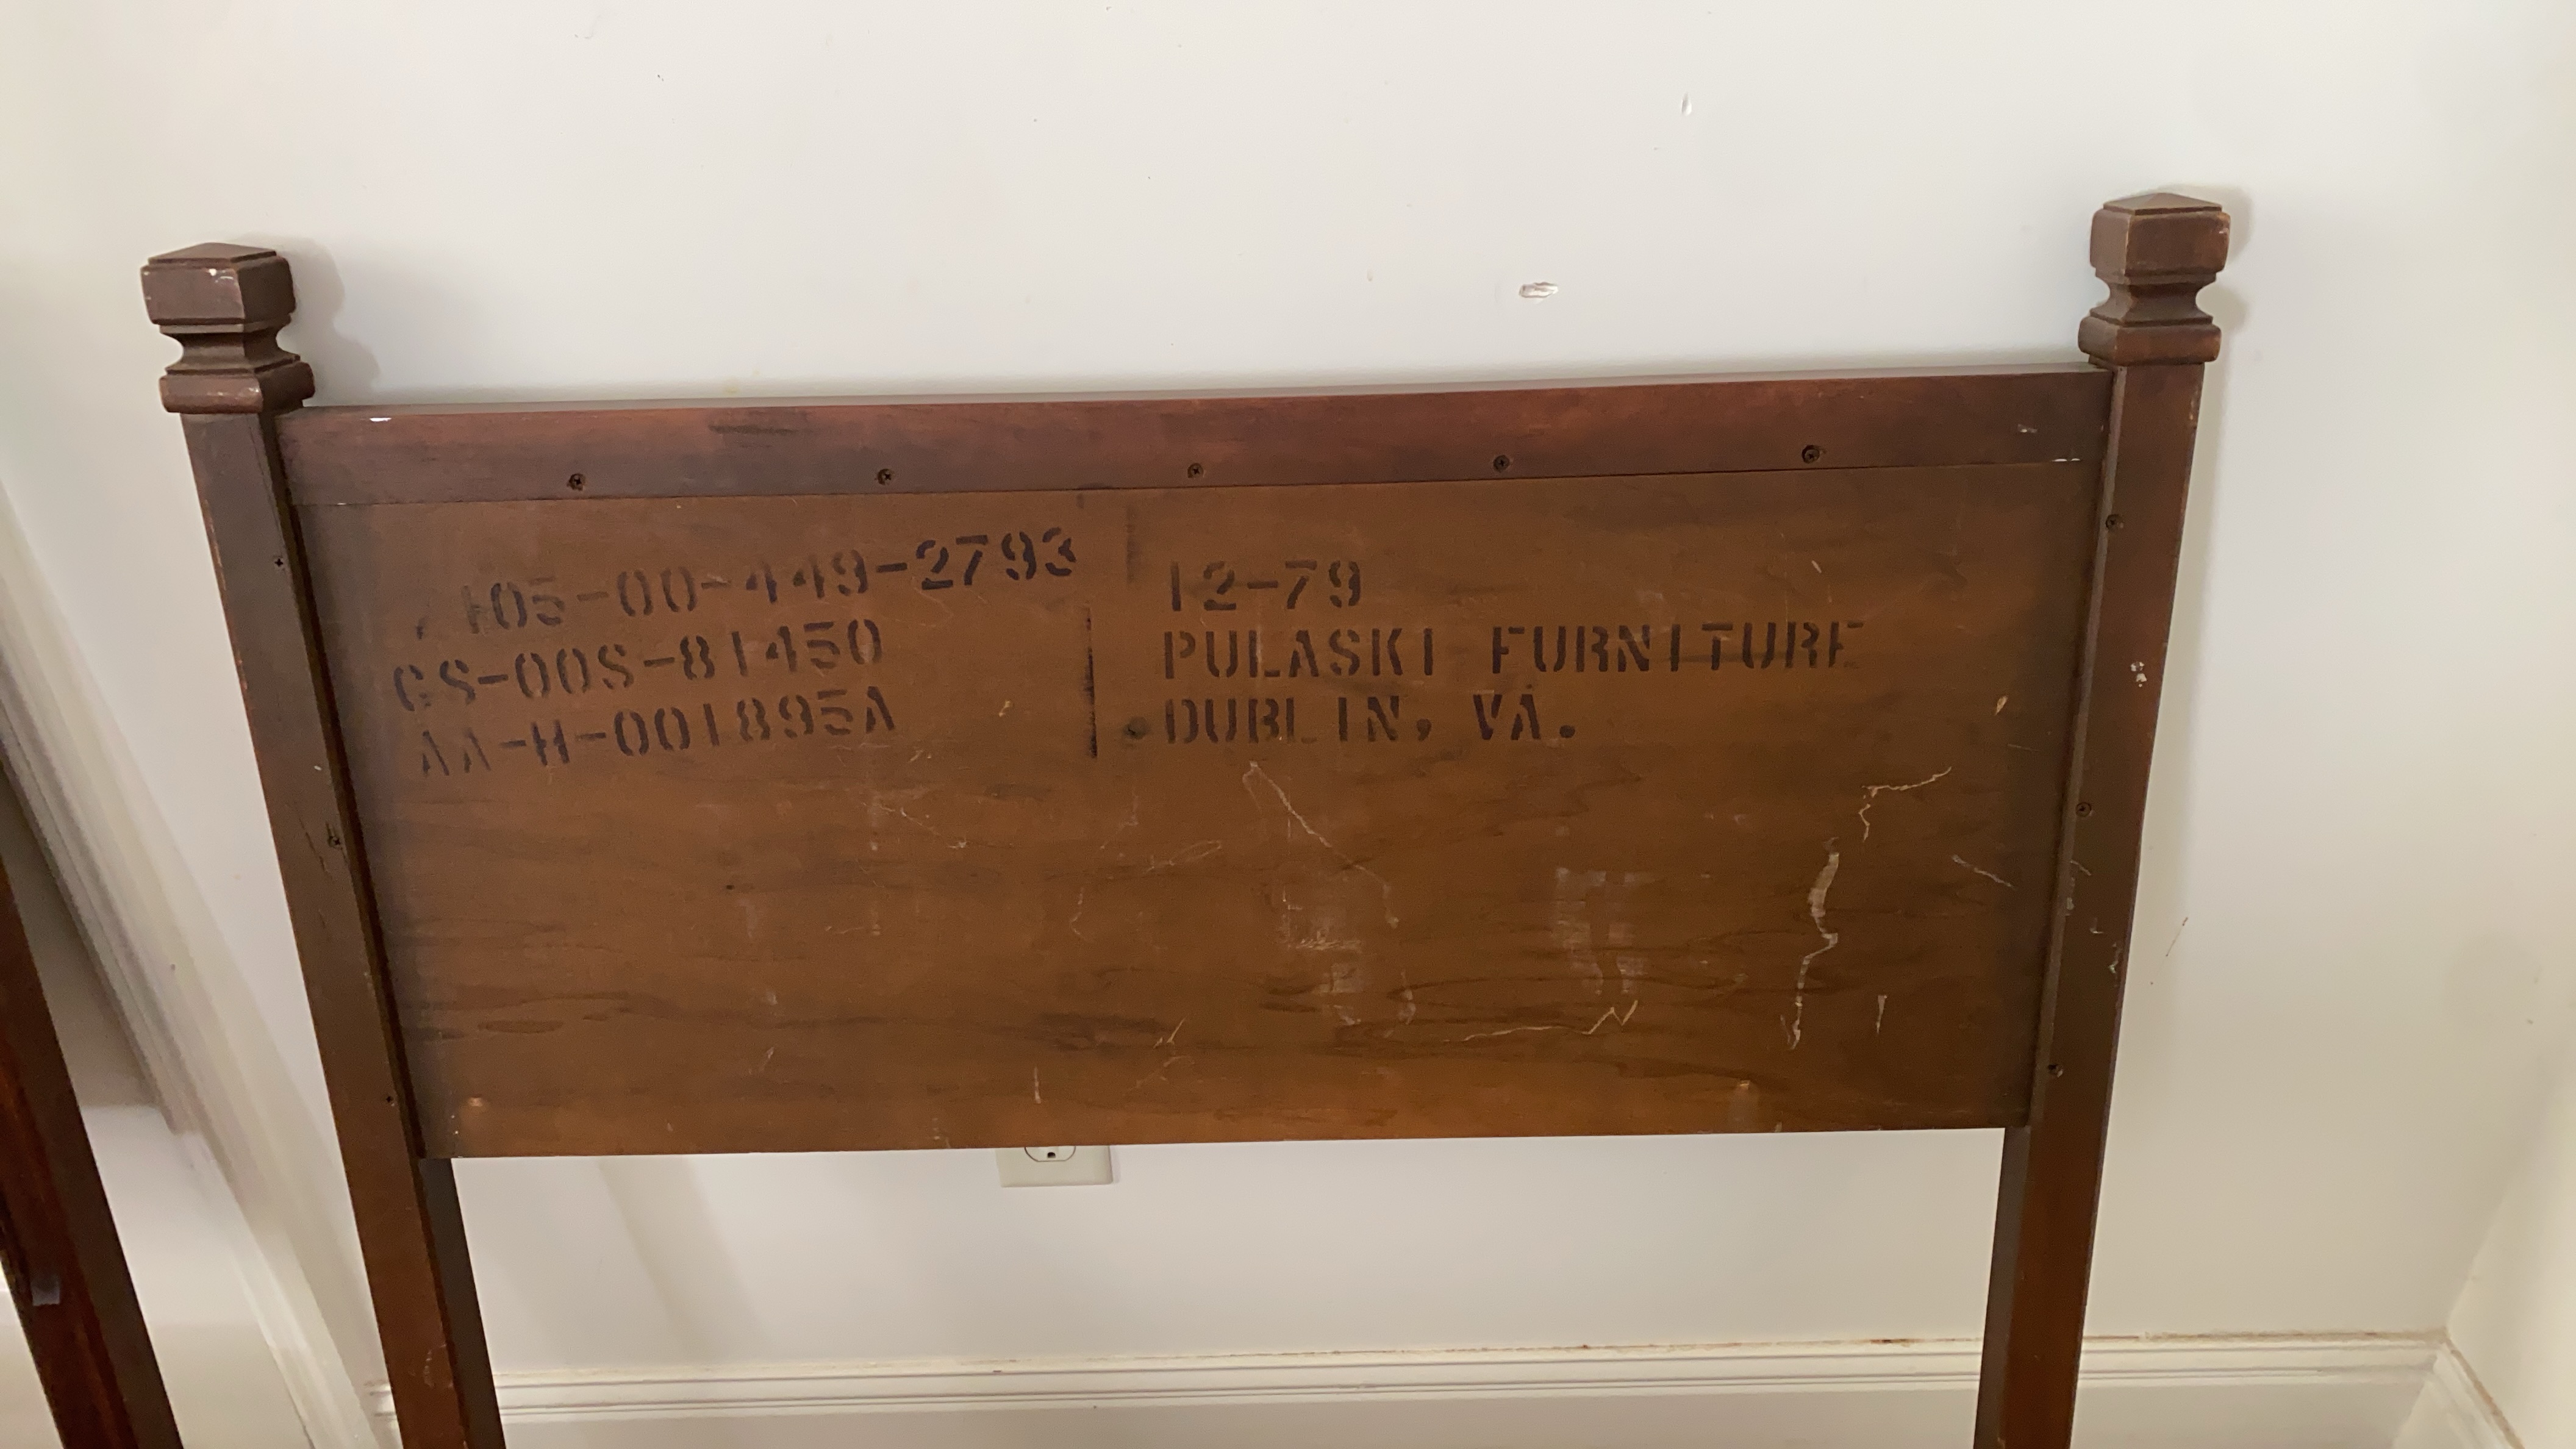 7105-00-449-2793
GS-00S-81450
AA-H-001895A
12-79
PULASKI FURNITURE
DUBLIN, VA.